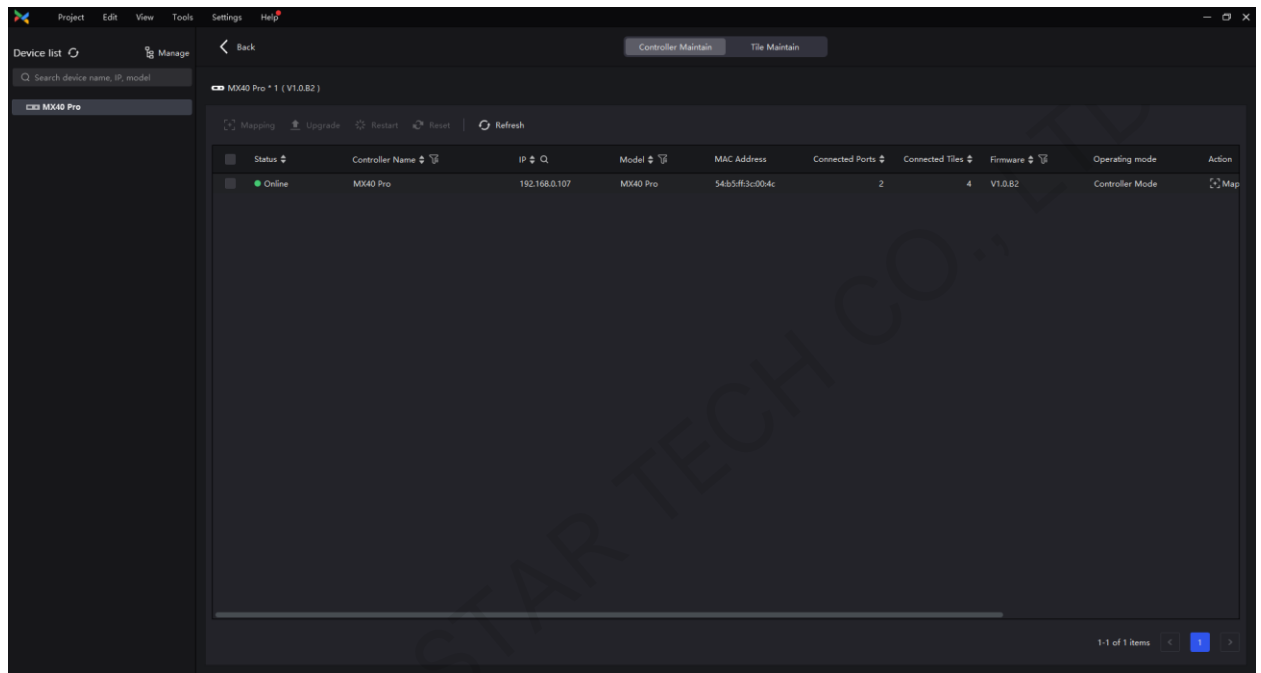 Project Edit View Tools Settings Help
Device list Manage
Back
Controller Maintain Tile Maintain
Search device name, IP, model
MX40 Pro * 1 ( V1.0.B2 )
MX40 Pro
Mapping Upgrade Restart Reset Refresh
Status Controller Name IP Model MAC Address Connected Ports Connected Tiles Firmware Operating mode Action
Online MX40 Pro 192.168.0.107 MX40 Pro 54:b5:ff:3c:00:4c 2 4 V1.0.B2 Controller Mode Map
STAR TECH CO., LTD
1-1 of 1 items 1